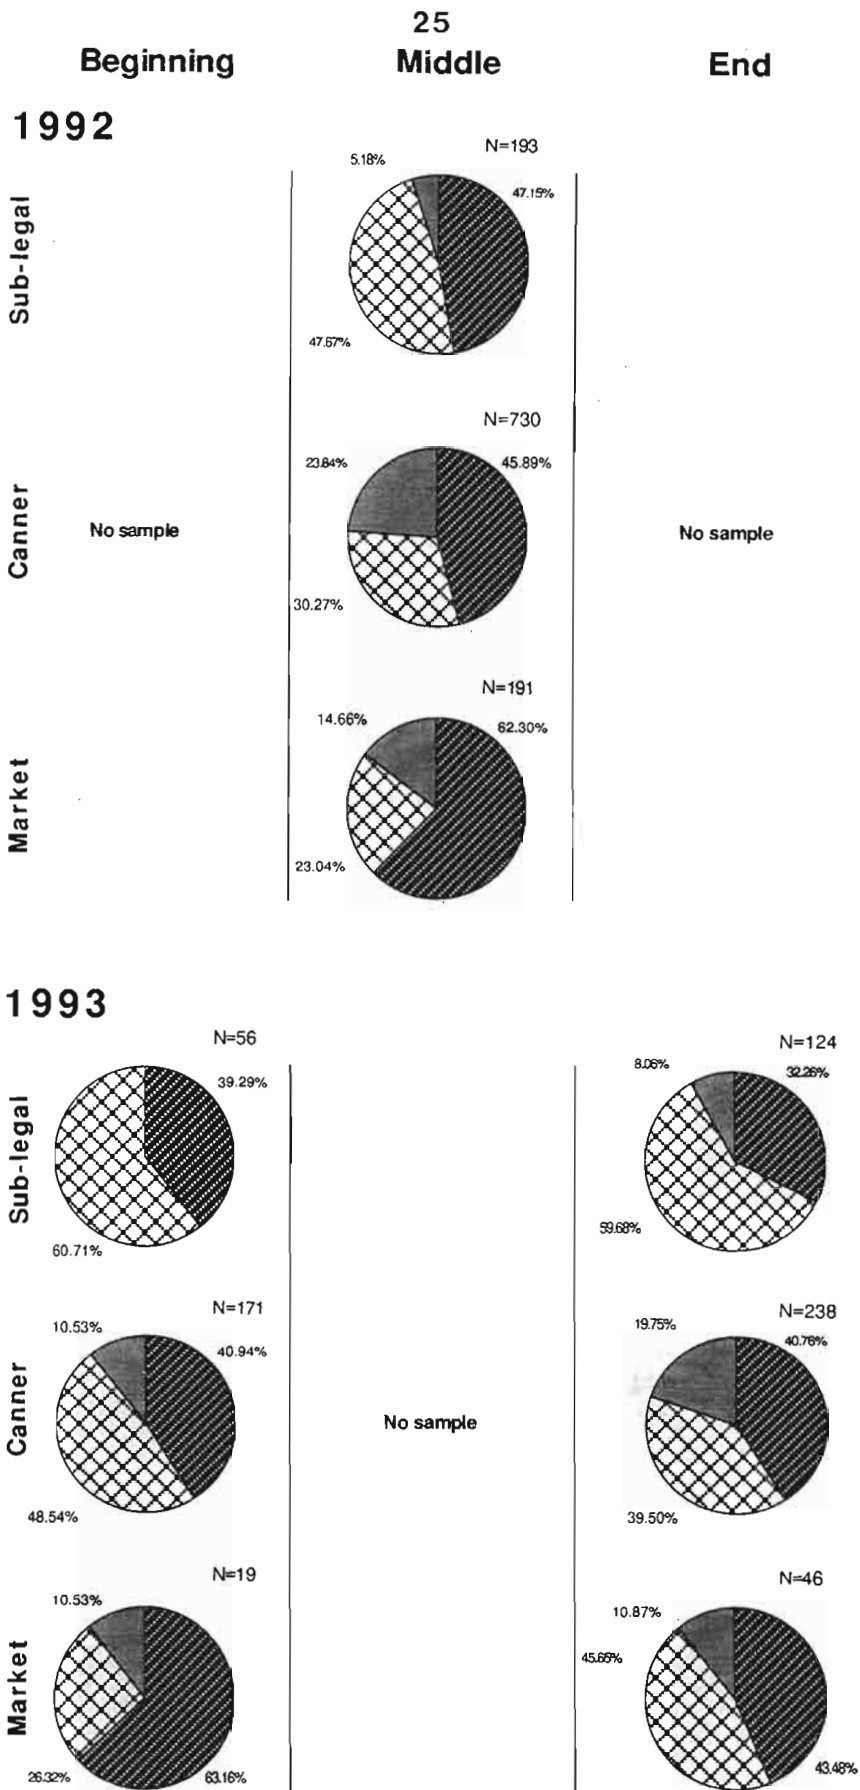 25
Beginning Middle End
1992
Sub-legal
N=193
5.18%
47.15%
47.67%
Canner
N=730
23.84%
45.89%
30.27%
No sample
No sample
Market
N=191
14.66%
62.30%
23.04%
1993
Sub-legal
N=56
39.29%
60.71%
N=124
8.06%
32.26%
59.68%
Canner
N=171
10.53%
40.94%
48.54%
No sample
N=238
19.75%
40.76%
39.50%
Market
N=19
10.53%
26.32%
63.16%
N=46
10.87%
45.65%
43.48%